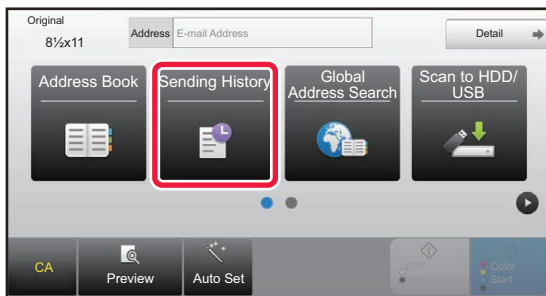 Original
8½x11
Address
E-mail Address
Detail
Address Book
Sending History
Global
Address Search
Scan to HDD/
USB
CA
Preview
Auto Set
B/W
Color
Start